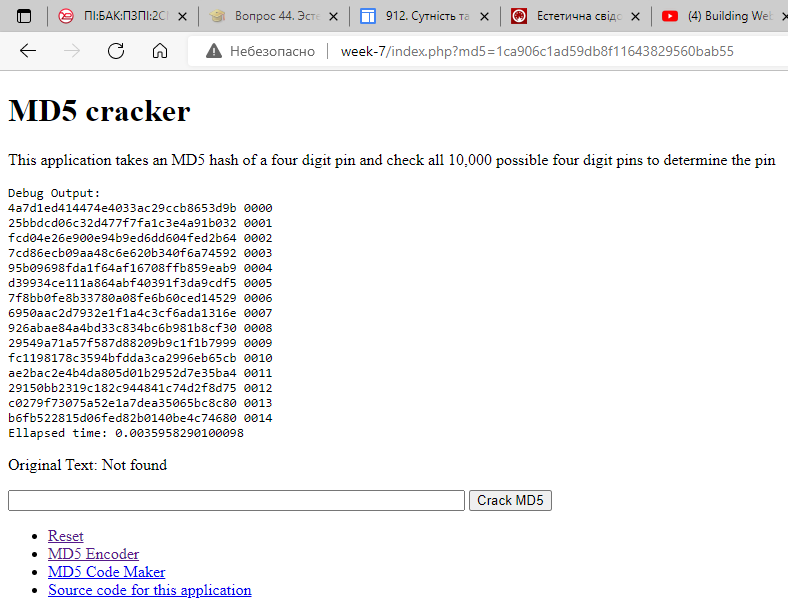 ПІ:БАК:ПЗПІ:2С
Вопрос 44. Эсте
912. Сутність та
Естетична свідо
(4) Building Web
Небезопасно
week-7/index.php?md5=1ca906c1ad59db8f11643829560bab55
MD5 cracker
This application takes an MD5 hash of a four digit pin and check all 10,000 possible four digit pins to determine the pin
Debug Output:
4a7d1ed414474e4033ac29ccb8653d9b 0000
25bbdcd06c32d477f7fa1c3e4a91b032 0001
fcd04e26e900e94b9ed6dd604fed2b64 0002
7cd86ecb09aa48c6e620b340f6a74592 0003
95b09698fda1f64af16708ffb859eab9 0004
d39934ce111a864abf40391f3da9cdf5 0005
7f8bb0fe8b33780a08fe6b60ced14529 0006
6950aac2d7932e1f1a4c3cf6ada1316e 0007
926abae84a4bd33c834bc6b981b8cf30 0008
29549a71a57f587d88209b9c1f1b7999 0009
fc1198178c3594bfdda3ca2996eb65cb 0010
ae2bac2e4b4da805d01b2952d7e35ba4 0011
29150bb2319c182c944841c74d2f8d75 0012
c0279f73075a52e1a7dea35065bc8c80 0013
b6fb522815d06fed82b0140be4c74680 0014
Ellapsed time: 0.0035958290100098
Original Text: Not found
Crack MD5
Reset
MD5 Encoder
MD5 Code Maker
Source code for this application